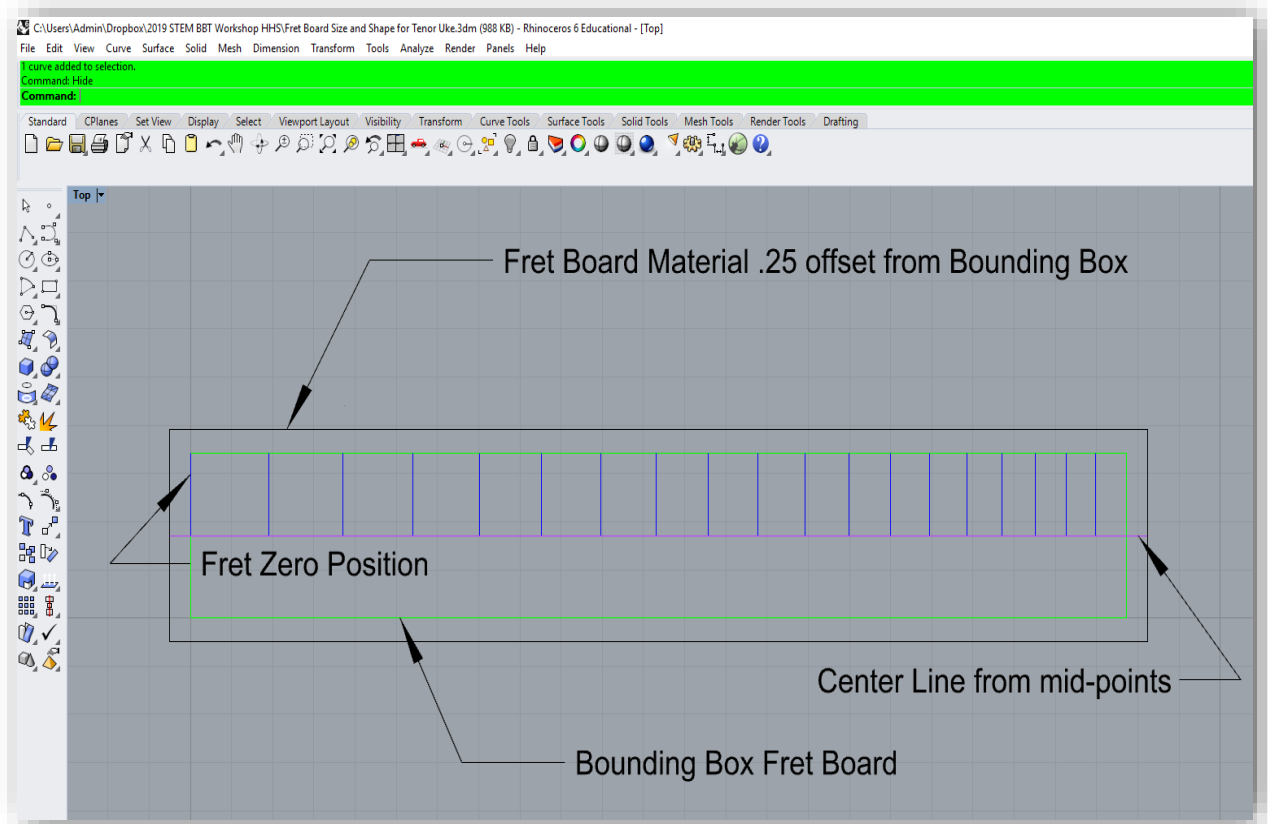 C:\Users\Admin\Dropbox\2019 STEM BBT Workshop HHS\Fret Board Size and Shape for Tenor Uke.3dm (988 KB) - Rhinoceros 6 Educational - [Top]
File Edit View Curve Surface Solid Mesh Dimension Transform Tools Analyze Render Panels Help
1 curve added to selection.
Command: Hide
Command:
Standard CPlanes Set View Display Select Viewport Layout Visibility Transform Curve Tools Surface Tools Solid Tools Mesh Tools Render Tools Drafting
Top
Fret Board Material .25 offset from Bounding Box
Fret Zero Position
Center Line from mid-points
Bounding Box Fret Board